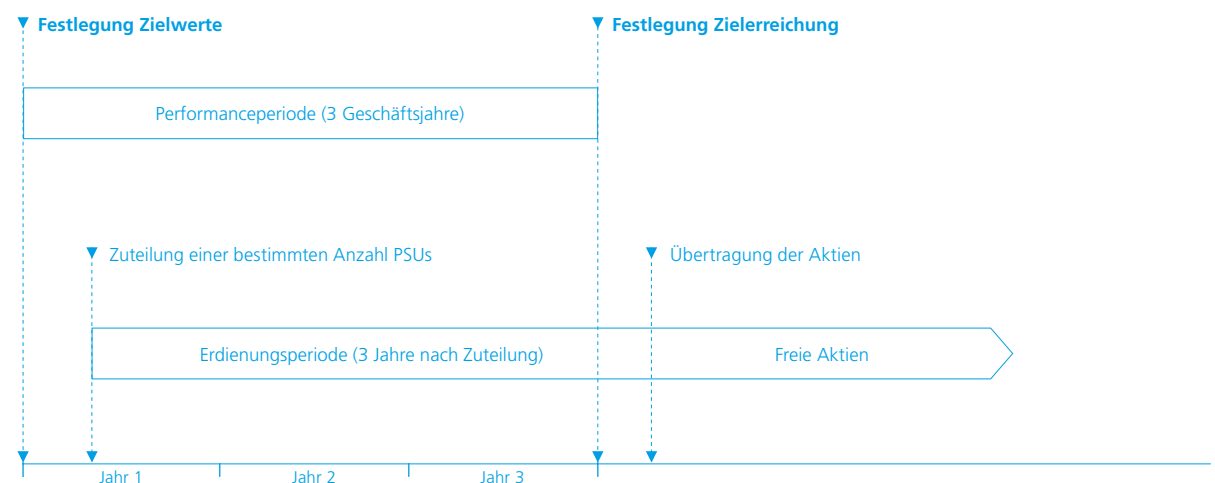 Festlegung Zielwerte
Festlegung Zielerreichung
Performanceperiode (3 Geschäftsjahre)
Zuteilung einer bestimmten Anzahl PSUs
Übertragung der Aktien
Erdienungsperiode (3 Jahre nach Zuteilung)
Freie Aktien
Jahr 1
Jahr 2
Jahr 3